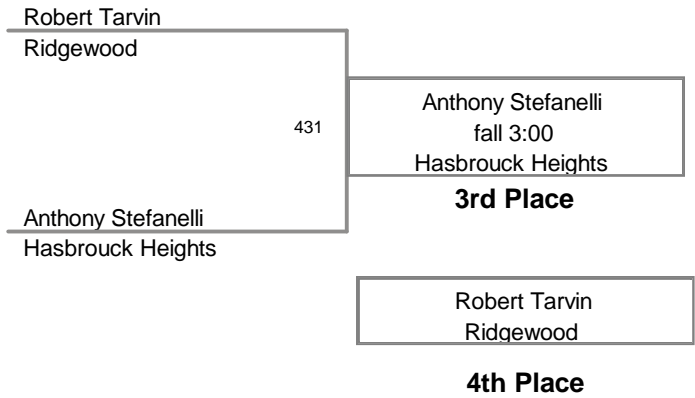 Robert Tarvin
Ridgewood
431
Anthony Stefanelli
fall 3:00
Hasbrouck Heights
3rd Place
Anthony Stefanelli
Hasbrouck Heights
Robert Tarvin
Ridgewood
4th Place